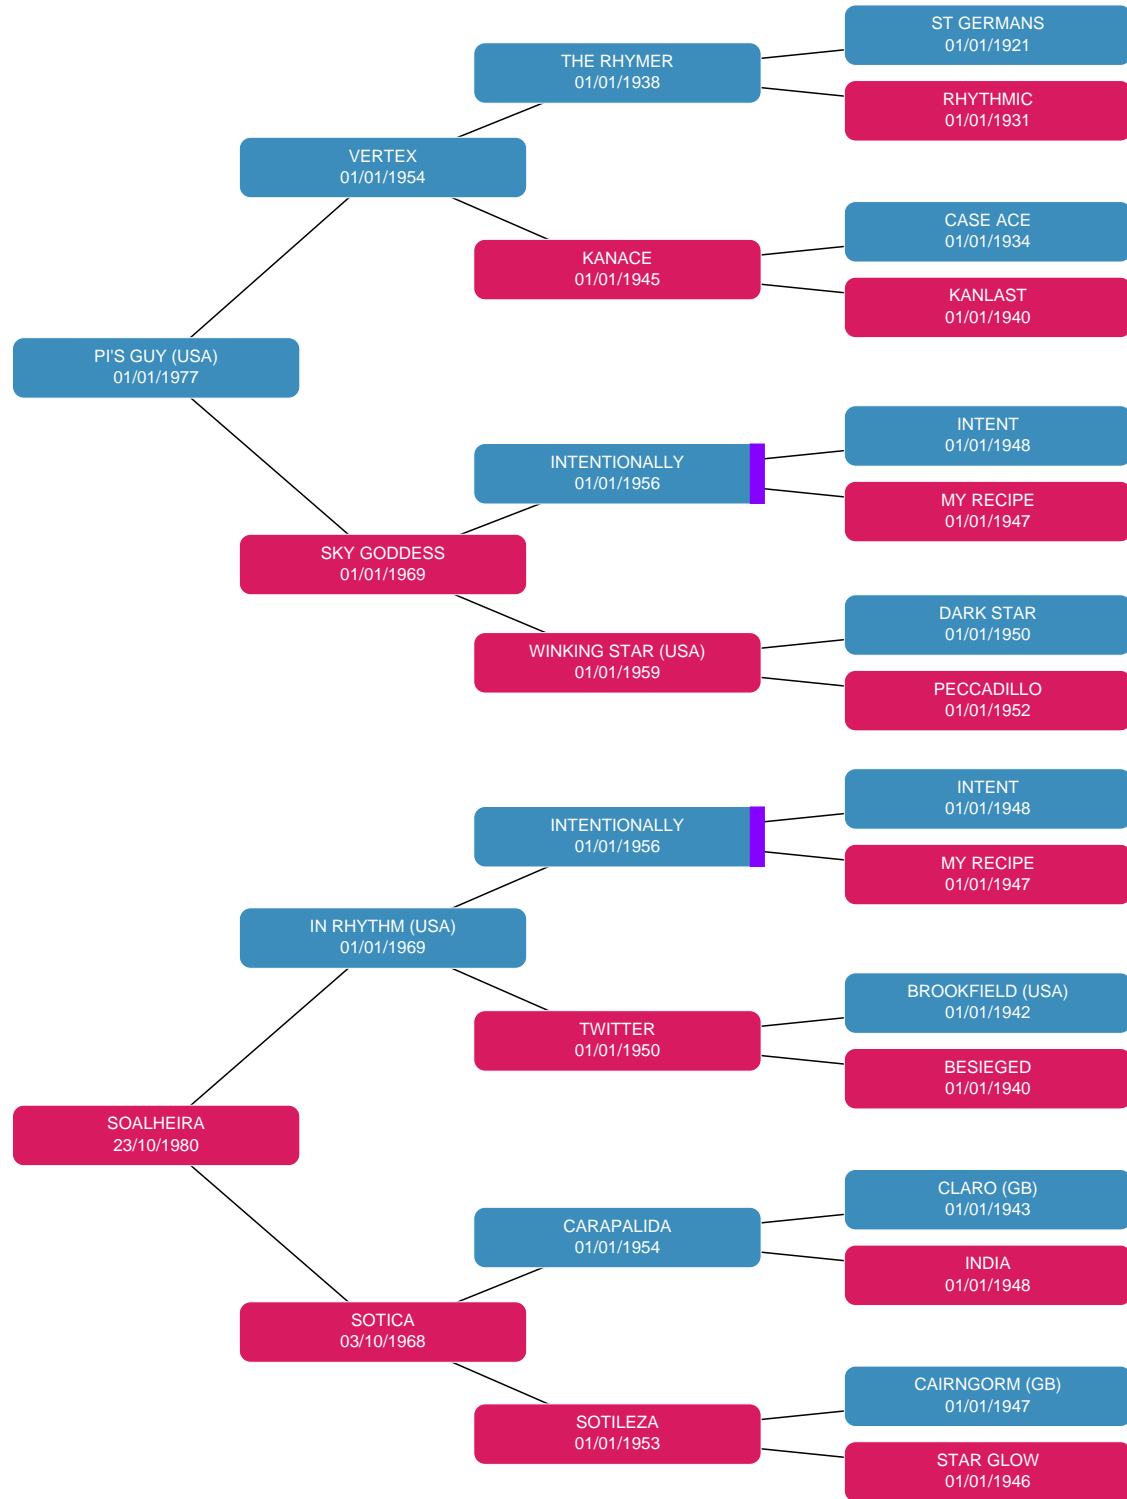 ST GERMANS
01/01/1921
THE RHYMER
01/01/1938
RHYTHMIC
01/01/1931
VERTEX
01/01/1954
CASE ACE
01/01/1934
KANACE
01/01/1945
KANLAST
01/01/1940
PI'S GUY (USA)
01/01/1977
INTENT
01/01/1948
INTENTIONALLY
01/01/1956
MY RECIPE
01/01/1947
SKY GODDESS
01/01/1969
DARK STAR
01/01/1950
WINKING STAR (USA)
01/01/1959
PECCADILLO
01/01/1952
INTENT
01/01/1948
INTENTIONALLY
01/01/1956
MY RECIPE
01/01/1947
IN RHYTHM (USA)
01/01/1969
BROOKFIELD (USA)
01/01/1942
TWITTER
01/01/1950
BESIEGED
01/01/1940
SOALHEIRA
23/10/1980
CLARO (GB)
01/01/1943
CARAPALIDA
01/01/1954
INDIA
01/01/1948
SOTICA
03/10/1968
CAIRNGORM (GB)
01/01/1947
SOTILEZA
01/01/1953
STAR GLOW
01/01/1946